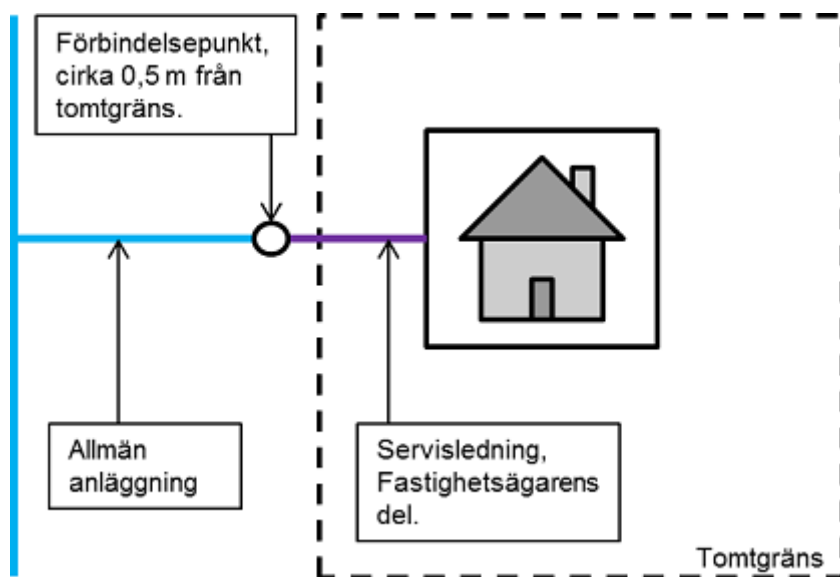 Förbindelsepunkt,
cirka 0,5 m från
tomtgräns.
Allmän
anläggning
Servisledning,
Fastighetsägarens
del.
Tomtgräns